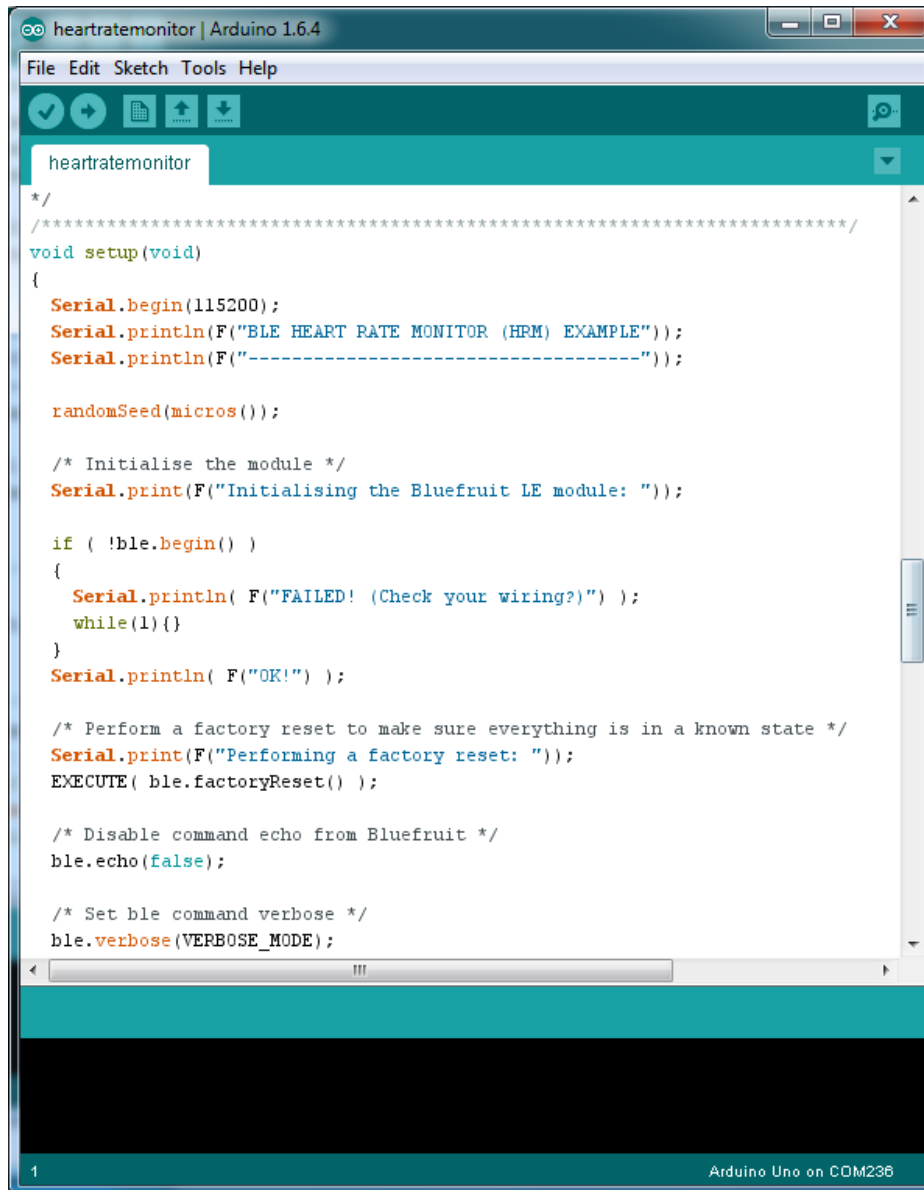 heartratemonitor | Arduino 1.6.4
File Edit Sketch Tools Help
heartratemonitor
*/
/**************************************************************************/
void setup(void)
{
  Serial.begin(115200);
  Serial.println(F("BLE HEART RATE MONITOR (HRM) EXAMPLE"));
  Serial.println(F("------------------------------------"));

  randomSeed(micros());

  /* Initialise the module */
  Serial.print(F("Initialising the Bluefruit LE module: "));

  if ( !ble.begin() )
  {
    Serial.println( F("FAILED! (Check your wiring?)") );
    while(1){}
  }
  Serial.println( F("OK!") );

  /* Perform a factory reset to make sure everything is in a known state */
  Serial.print(F("Performing a factory reset: "));
  EXECUTE( ble.factoryReset() );

  /* Disable command echo from Bluefruit */
  ble.echo(false);

  /* Set ble command verbose */
  ble.verbose(VERBOSE_MODE);
1
Arduino Uno on COM236